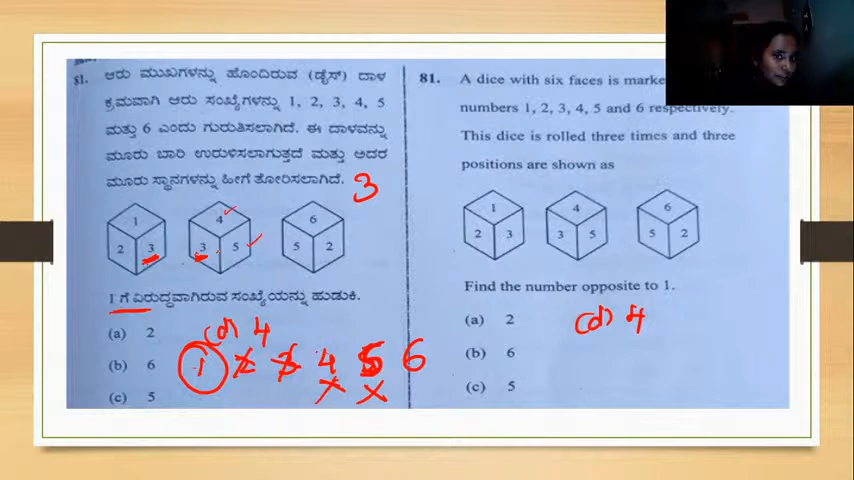 81. ಆರು ಮುಖಗಳನ್ನು ಹೊಂದಿರುವ (ಡೈಸ್) ದಾಳ
ಕ್ರಮವಾಗಿ ಆರು ಸಂಖ್ಯೆಗಳನ್ನು 1, 2, 3, 4, 5
ಮತ್ತು 6 ಎಂದು ಗುರುತಿಸಲಾಗಿದೆ. ಈ ದಾಳವನ್ನು
ಮೂರು ಬಾರಿ ಉರುಳಿಸಲಾಗುತ್ತದೆ ಮತ್ತು ಅದರ
ಮೂರು ಸ್ಥಾನಗಳನ್ನು ಹೀಗೆ ತೋರಿಸಲಾಗಿದೆ. 3
1 4 6
2 3 3 5 5 2
1 ಗೆ ವಿರುದ್ಧವಾಗಿರುವ ಸಂಖ್ಯೆಯನ್ನು ಹುಡುಕಿ.
(a) 2
(d) 4
(b) 6
1 2 3 4 5 6
(c) 5
81. A dice with six faces is marke
numbers 1, 2, 3, 4, 5 and 6 respectively.
This dice is rolled three times and three
positions are shown as
1 4 6
2 3 3 5 5 2
Find the number opposite to 1.
(a) 2
(d) 4
(b) 6
(c) 5